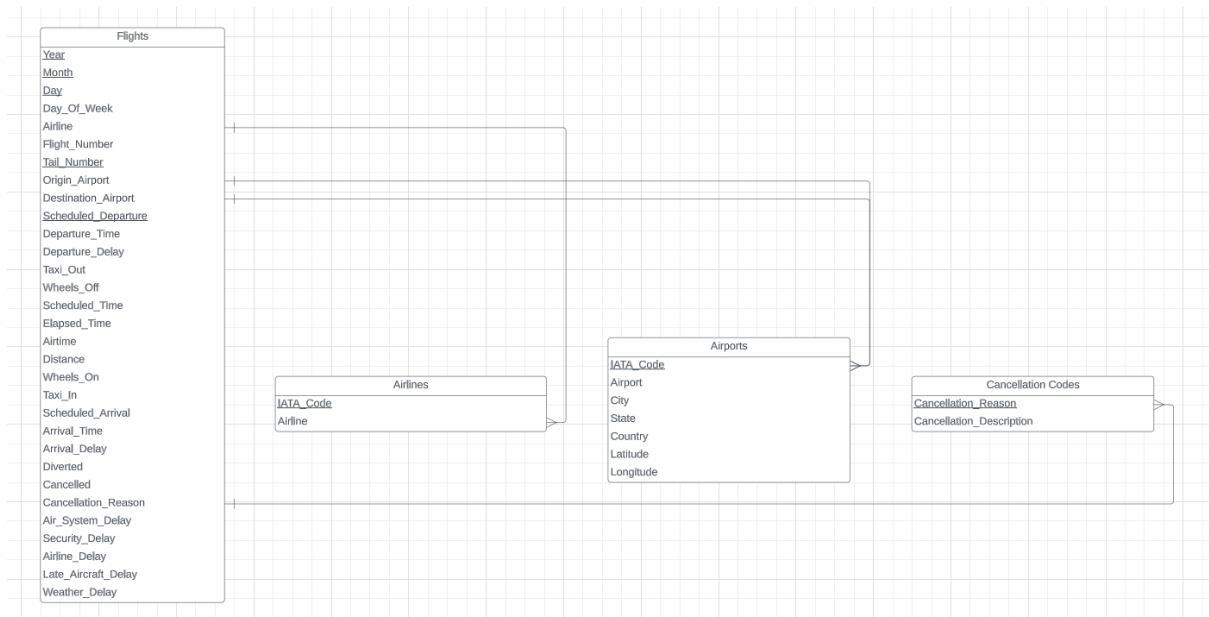 Flights
Year
Month
Day
Day_Of_Week
Airline
Flight_Number
Tail_Number
Origin_Airport
Destination_Airport
Scheduled_Departure
Departure_Time
Departure_Delay
Taxi_Out
Wheels_Off
Scheduled_Time
Elapsed_Time
Airtime
Distance
Wheels_On
Taxi_In
Scheduled_Arrival
Arrival_Time
Arrival_Delay
Diverted
Cancelled
Cancellation_Reason
Air_System_Delay
Security_Delay
Airline_Delay
Late_Aircraft_Delay
Weather_Delay
Airlines
IATA_Code
Airline
Airports
IATA_Code
Airport
City
State
Country
Latitude
Longitude
Cancellation Codes
Cancellation_Reason
Cancellation_Description